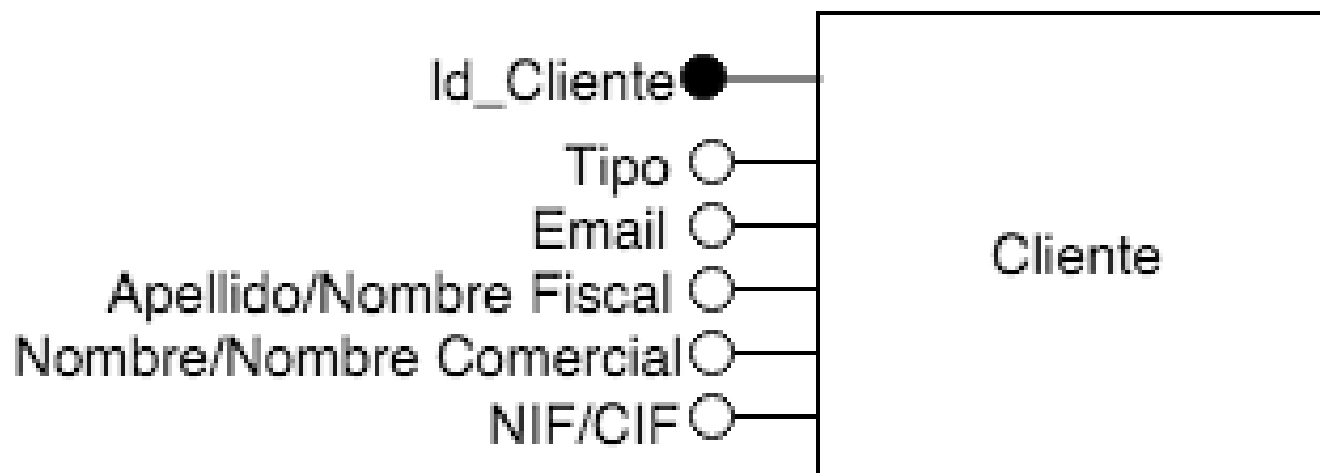 Id_Cliente
Tipo
Email
Apellido/Nombre Fiscal
Nombre/Nombre Comercial
NIF/CIF
Cliente